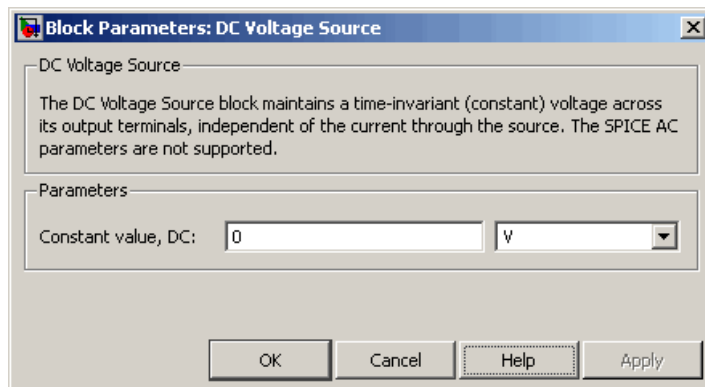 Block Parameters: DC Voltage Source
DC Voltage Source
The DC Voltage Source block maintains a time-invariant (constant) voltage across
its output terminals, independent of the current through the source. The SPICE AC
parameters are not supported.
Parameters
Constant value, DC: 0 V
OK Cancel Help Apply